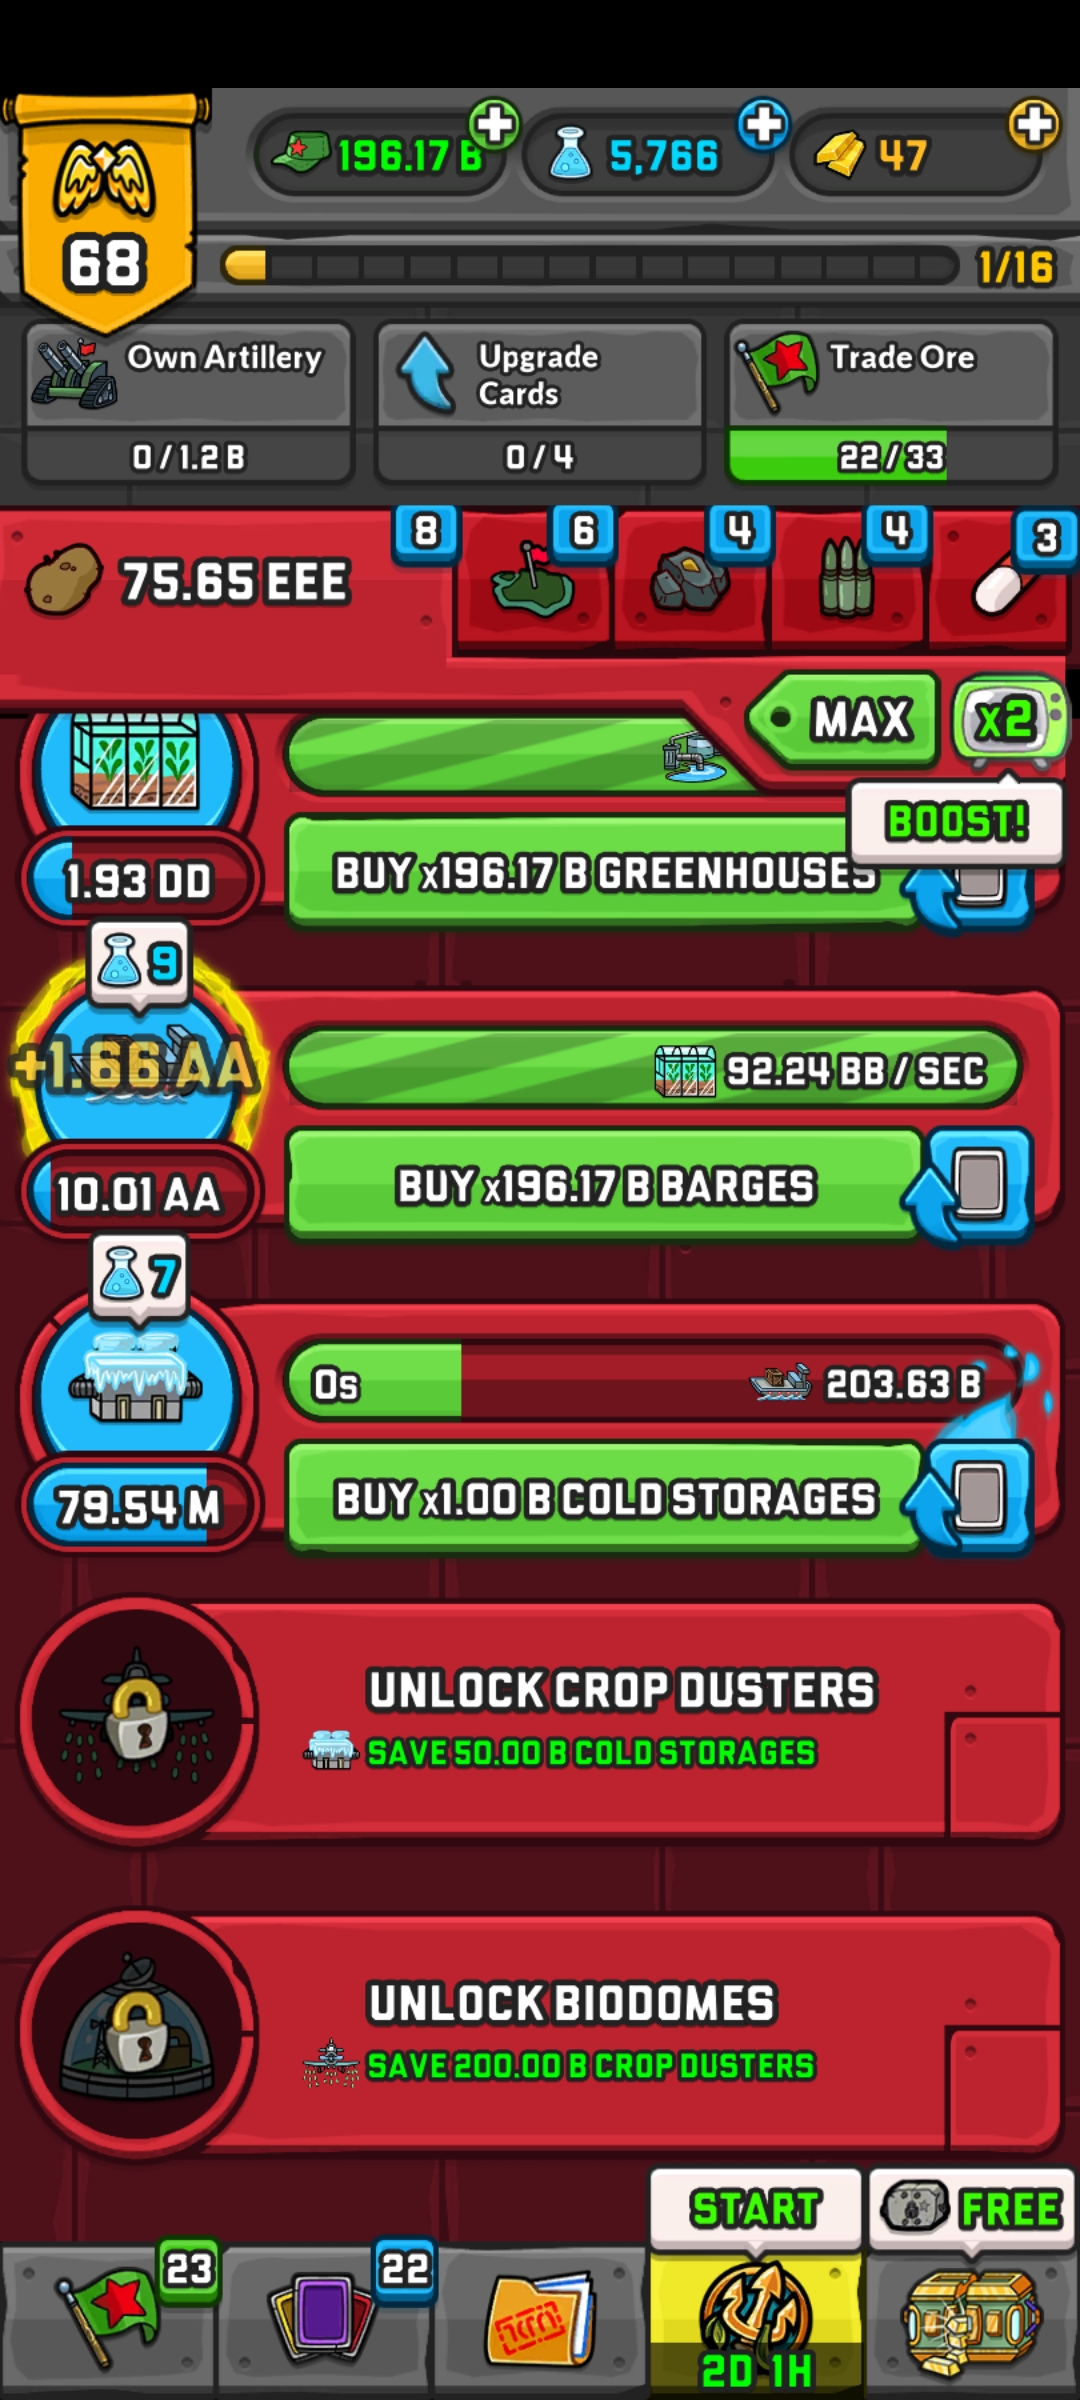 196.17 B
5,766
47
68
1/16
Own Artillery
0 / 1.2 B
Upgrade
Cards
0 / 4
Trade Ore
22 / 33
75.65 EEE
8
6
4
4
3
MAX
x2
BOOST!
BUY x196.17 B GREENHOUSES
1.93 DD
9
+1.66 AA
92.24 BB / SEC
10.01 AA
BUY x196.17 B BARGES
7
0s
203.63 B
79.54 M
BUY x1.00 B COLD STORAGES
UNLOCK CROP DUSTERS
SAVE 50.00 B COLD STORAGES
UNLOCK BIODOMES
SAVE 200.00 B CROP DUSTERS
START
FREE
23
22
2D 1H